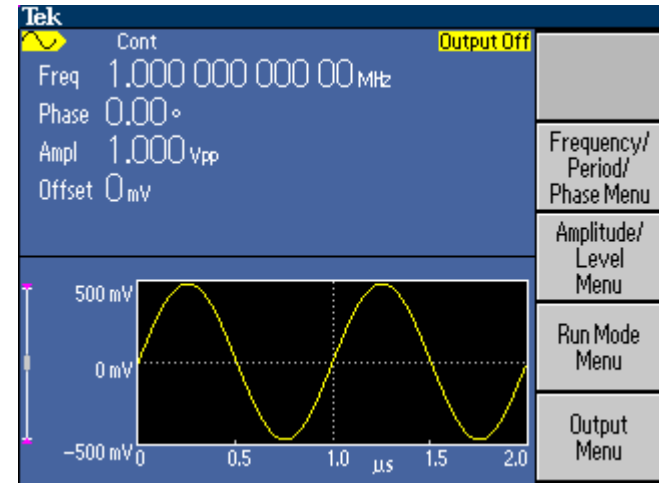 Tek
Cont
Output Off
Freq 1.000 000 000 00 MHz
Phase 0.00 °
Ampl 1.000 Vpp
Offset 0 mV
Frequency/
Period/
Phase Menu
Amplitude/
Level
Menu
Run Mode
Menu
Output
Menu
500 mV
0 mV
−500 mV
0 0.5 1.0 µs 1.5 2.0